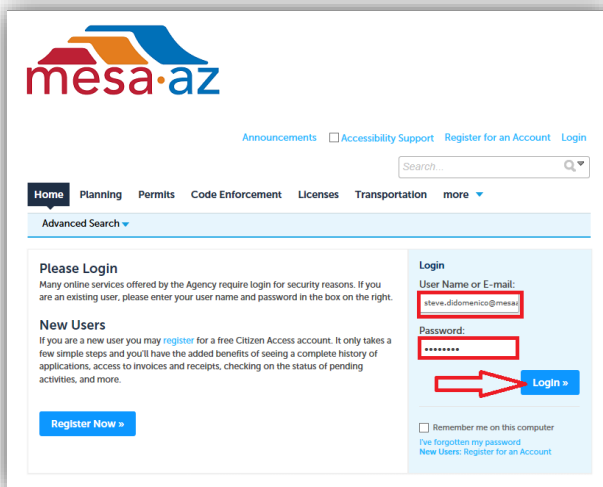 mesa·az
Announcements Accessibility Support Register for an Account Login
Search...
Home Planning Permits Code Enforcement Licenses Transportation more
Advanced Search
Please Login
Many online services offered by the Agency require login for security reasons. If you
are an existing user, please enter your user name and password in the box on the right.
New Users
If you are a new user you may register for a free Citizen Access account. It only takes a
few simple steps and you'll have the added benefits of seeing a complete history of
applications, access to invoices and receipts, checking on the status of pending
activities, and more.
Register Now »
Login
User Name or E-mail:
steve.didomenico@mesaa
Password:
••••••••
Login »
Remember me on this computer
I've forgotten my password
New Users: Register for an Account